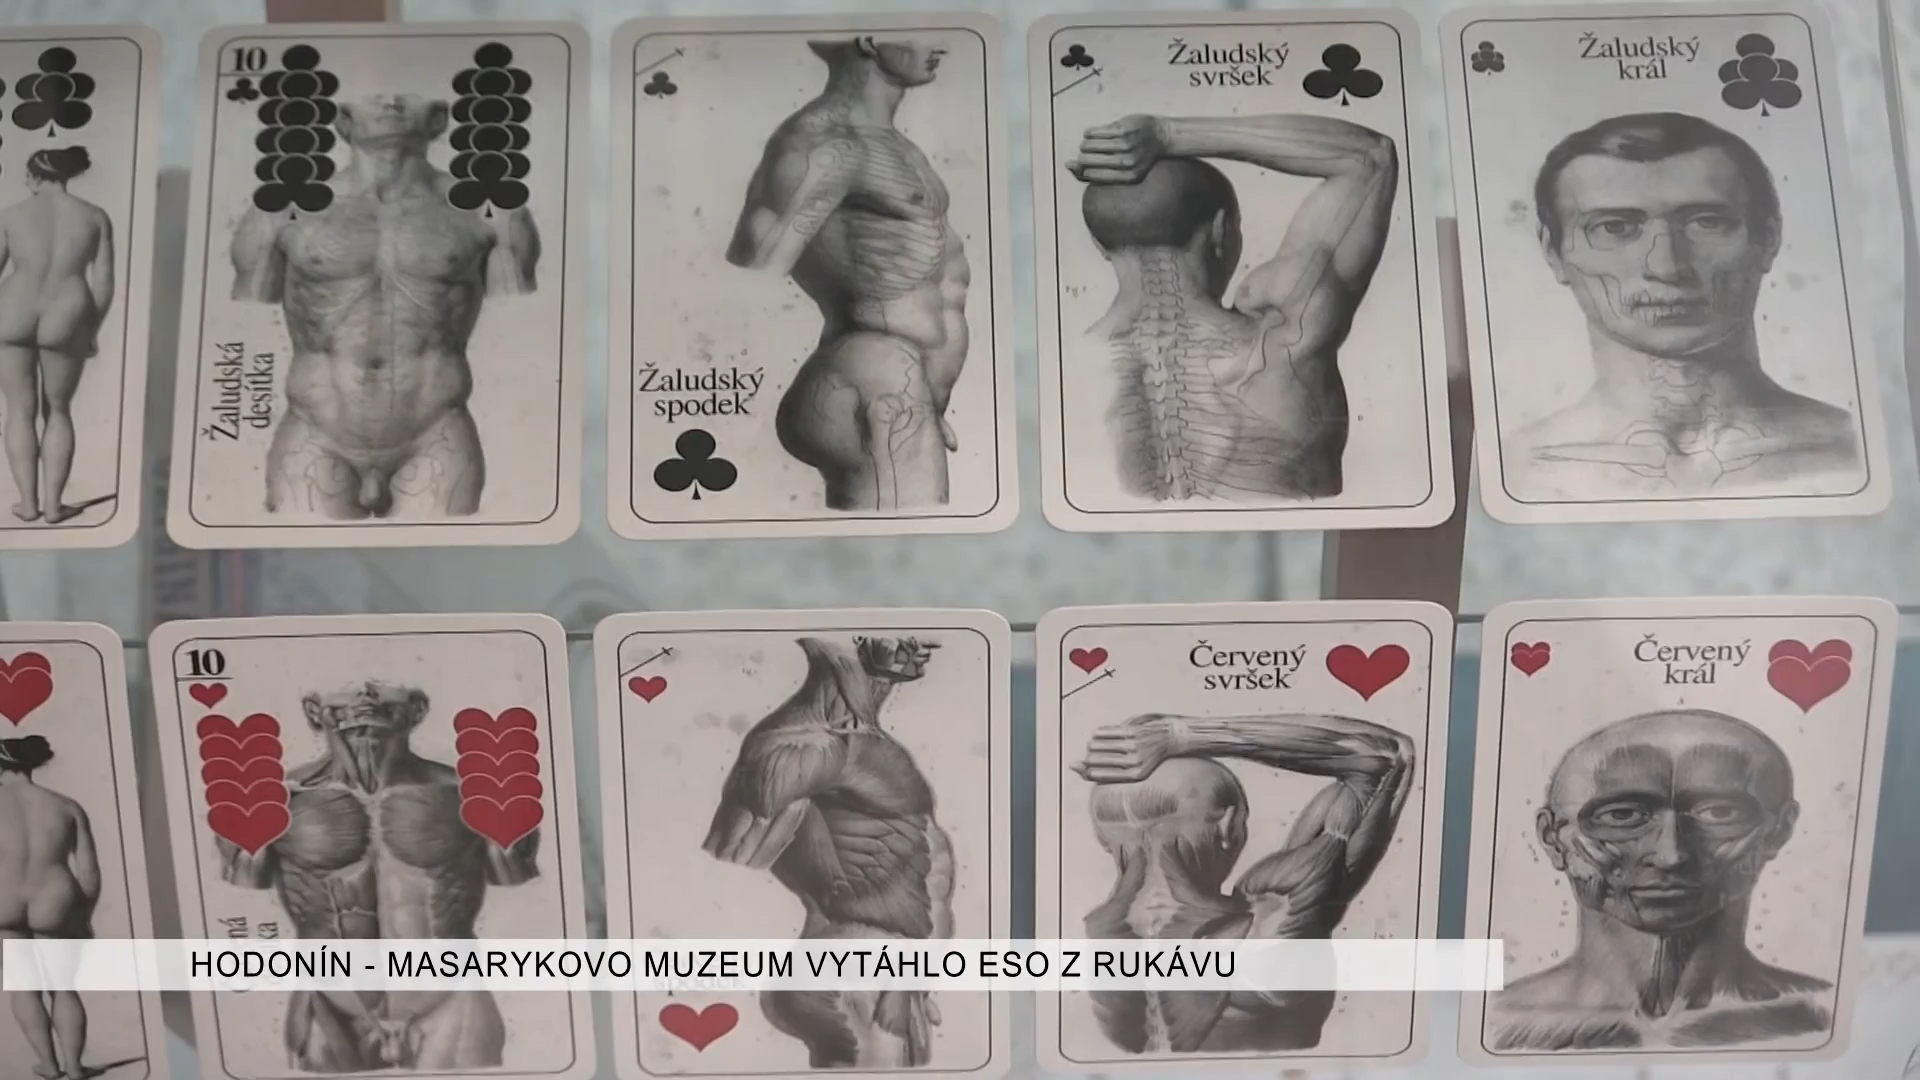 10
Žaludská
desítka
Žaludský
spodek
Žaludský
svršek
Žaludský
král
10
Červený
svršek
Červený
král
HODONÍN - MASARYKOVO MUZEUM VYTÁHLO ESO Z RUKÁVU